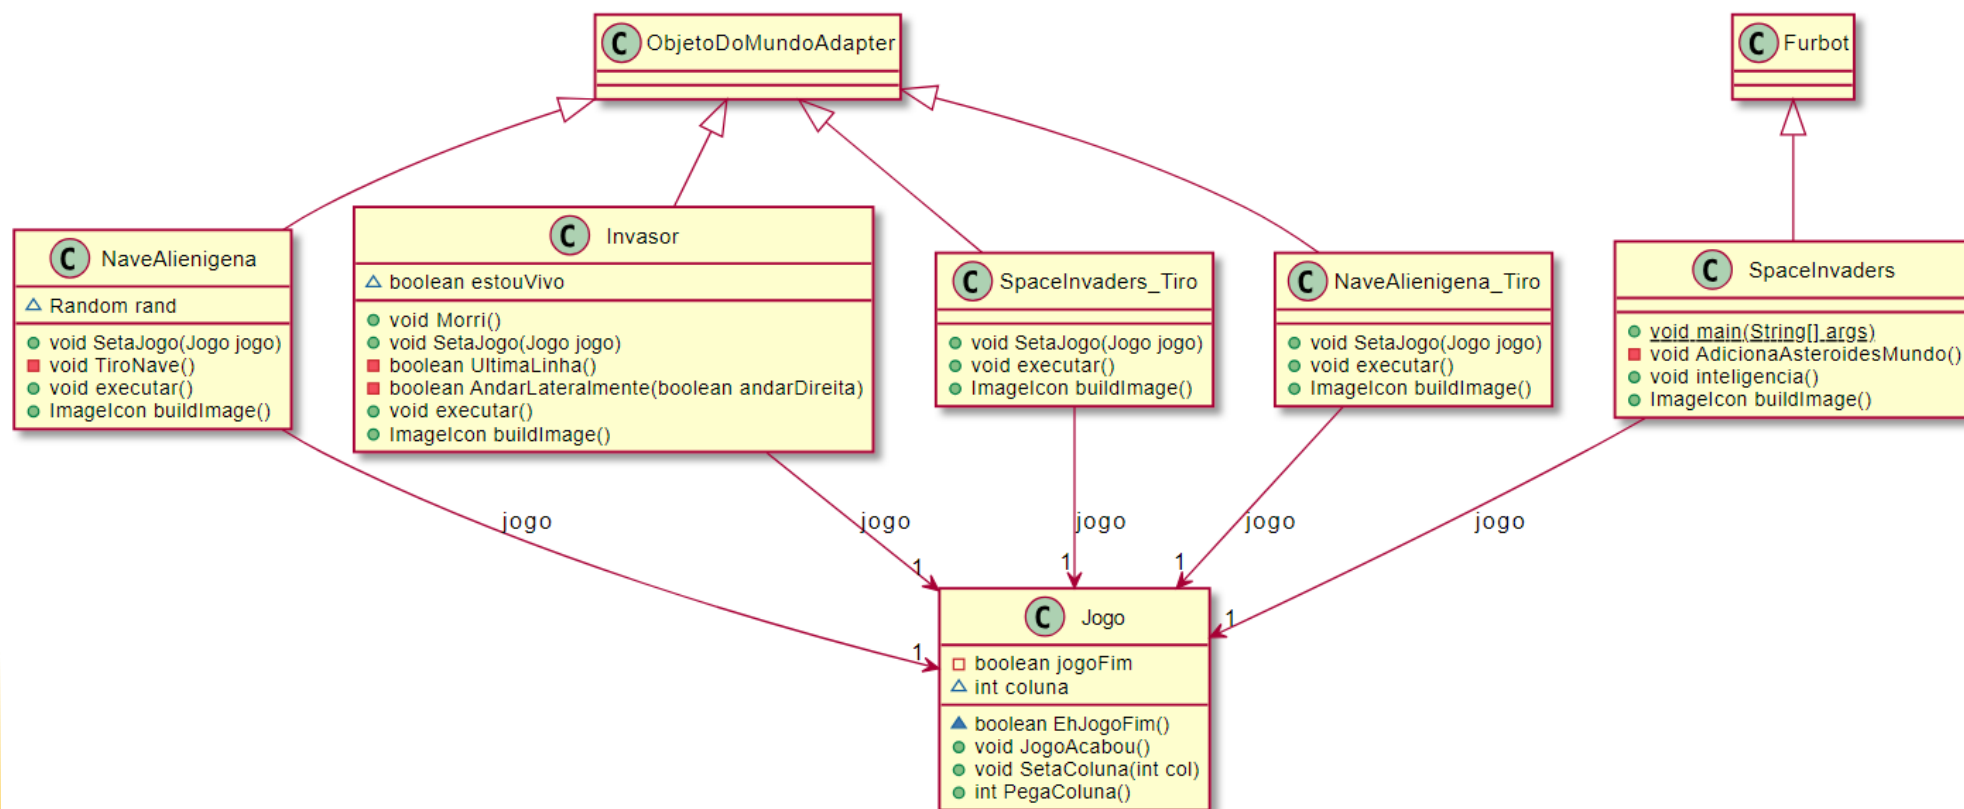 C ObjetoDoMundoAdapter
C Furbot
C NaveAlienigena
Random rand
void SetaJogo(Jogo jogo)
void TiroNave()
void executar()
ImageIcon buildImage()
C Invasor
boolean estouVivo
void Morri()
void SetaJogo(Jogo jogo)
boolean UltimaLinha()
boolean AndarLateralmente(boolean andarDireita)
void executar()
ImageIcon buildImage()
C SpaceInvaders_Tiro
void SetaJogo(Jogo jogo)
void executar()
ImageIcon buildImage()
C NaveAlienigena_Tiro
void SetaJogo(Jogo jogo)
void executar()
ImageIcon buildImage()
C SpaceInvaders
void main(String[] args)
void AdicionaAsteroidesMundo()
void inteligencia()
ImageIcon buildImage()
jogo
jogo
jogo
jogo
jogo
1
1
1
1
1
C Jogo
boolean jogoFim
int coluna
boolean EhJogoFim()
void JogoAcabou()
void SetaColuna(int col)
int PegaColuna()